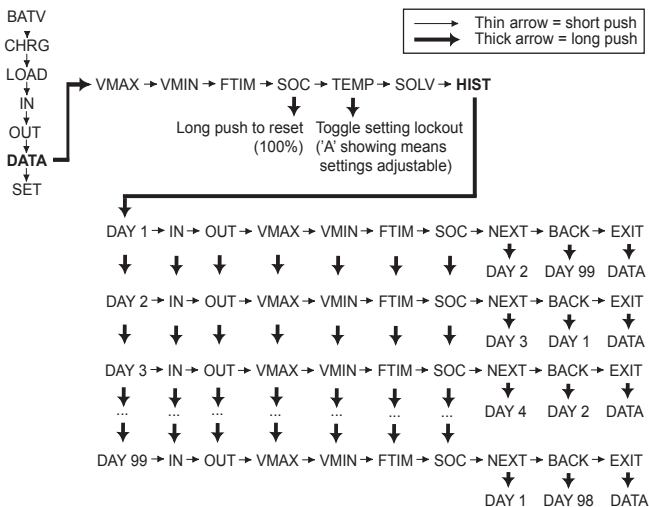 BATV
CHRG
LOAD
IN
OUT
DATA
SET
Thin arrow = short push
Thick arrow = long push
VMAX VMIN FTIM SOC TEMP SOLV HIST
Long push to reset
(100%)
Toggle setting lockout
('A' showing means
settings adjustable)
DAY 1 IN OUT VMAX VMIN FTIM SOC NEXT BACK EXIT
DAY 2 DAY 99 DATA
DAY 2 IN OUT VMAX VMIN FTIM SOC NEXT BACK EXIT
DAY 3 DAY 1 DATA
DAY 3 IN OUT VMAX VMIN FTIM SOC NEXT BACK EXIT
DAY 4 DAY 2 DATA
... ... ... ... ... ... ...
DAY 99 IN OUT VMAX VMIN FTIM SOC NEXT BACK EXIT
DAY 1 DAY 98 DATA